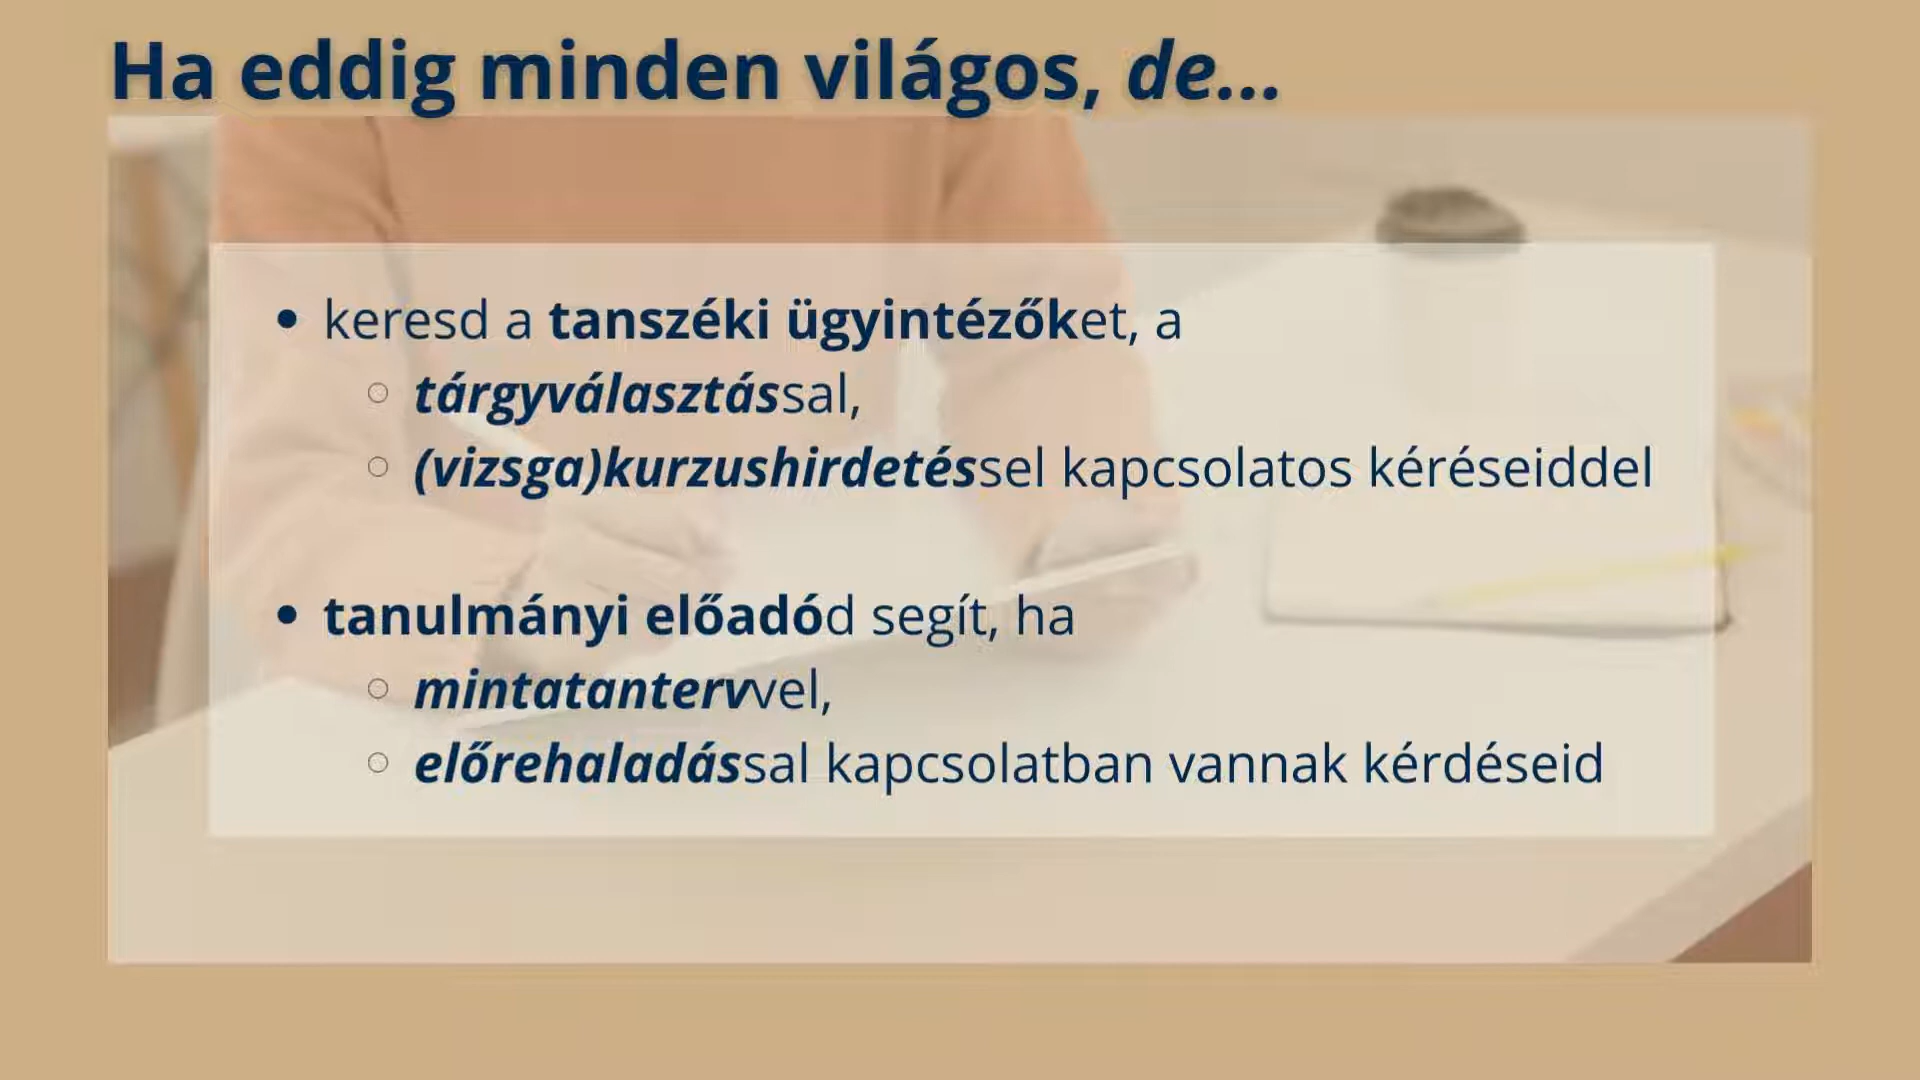 Ha eddig minden világos, de...
• keresd a tanszéki ügyintézőket, a
○ tárgyválasztással,
○ (vizsga)kurzushirdetéssel kapcsolatos kéréseiddel
• tanulmányi előadód segít, ha
○ mintatantervvel,
○ előrehaladással kapcsolatban vannak kérdéseid